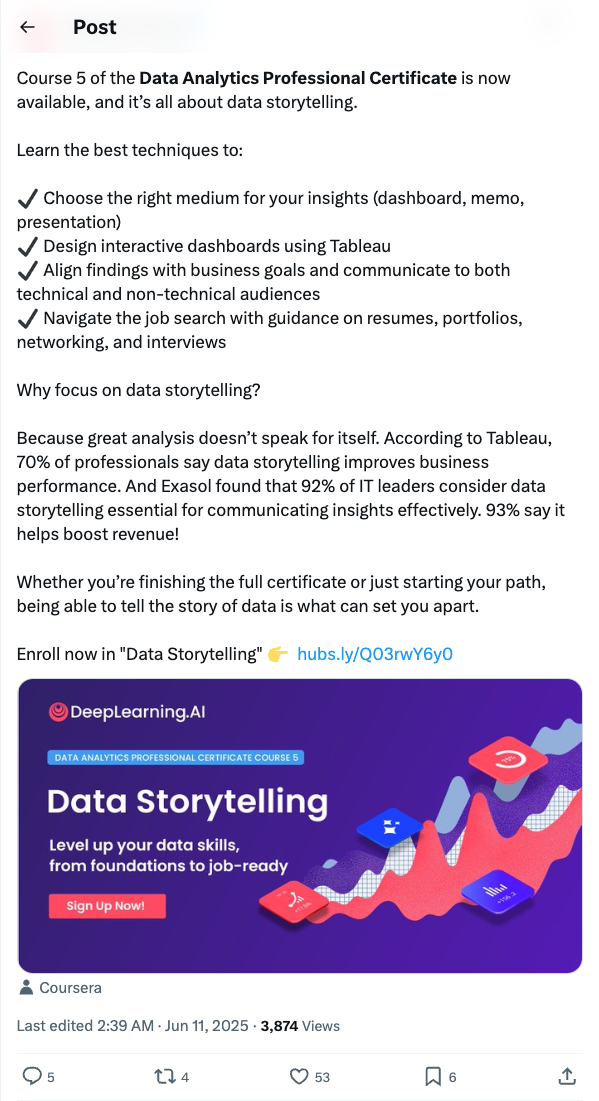 Post
Course 5 of the Data Analytics Professional Certificate is now
available, and it’s all about data storytelling.
Learn the best techniques to:
✔️ Choose the right medium for your insights (dashboard, memo,
presentation)
✔️ Design interactive dashboards using Tableau
✔️ Align findings with business goals and communicate to both
technical and non-technical audiences
✔️ Navigate the job search with guidance on resumes, portfolios,
networking, and interviews
Why focus on data storytelling?
Because great analysis doesn’t speak for itself. According to Tableau,
70% of professionals say data storytelling improves business
performance. And Exasol found that 92% of IT leaders consider data
storytelling essential for communicating insights effectively. 93% say it
helps boost revenue!
Whether you’re finishing the full certificate or just starting your path,
being able to tell the story of data is what can set you apart.
Enroll now in "Data Storytelling" 👉 hubs.ly/Q03rwY6y0
DeepLearning.AI
DATA ANALYTICS PROFESSIONAL CERTIFICATE COURSE 5
Data Storytelling
Level up your data skills,
from foundations to job-ready
Sign Up Now!
Coursera
Last edited 2:39 AM · Jun 11, 2025 · 3,874 Views
5 4 53 6